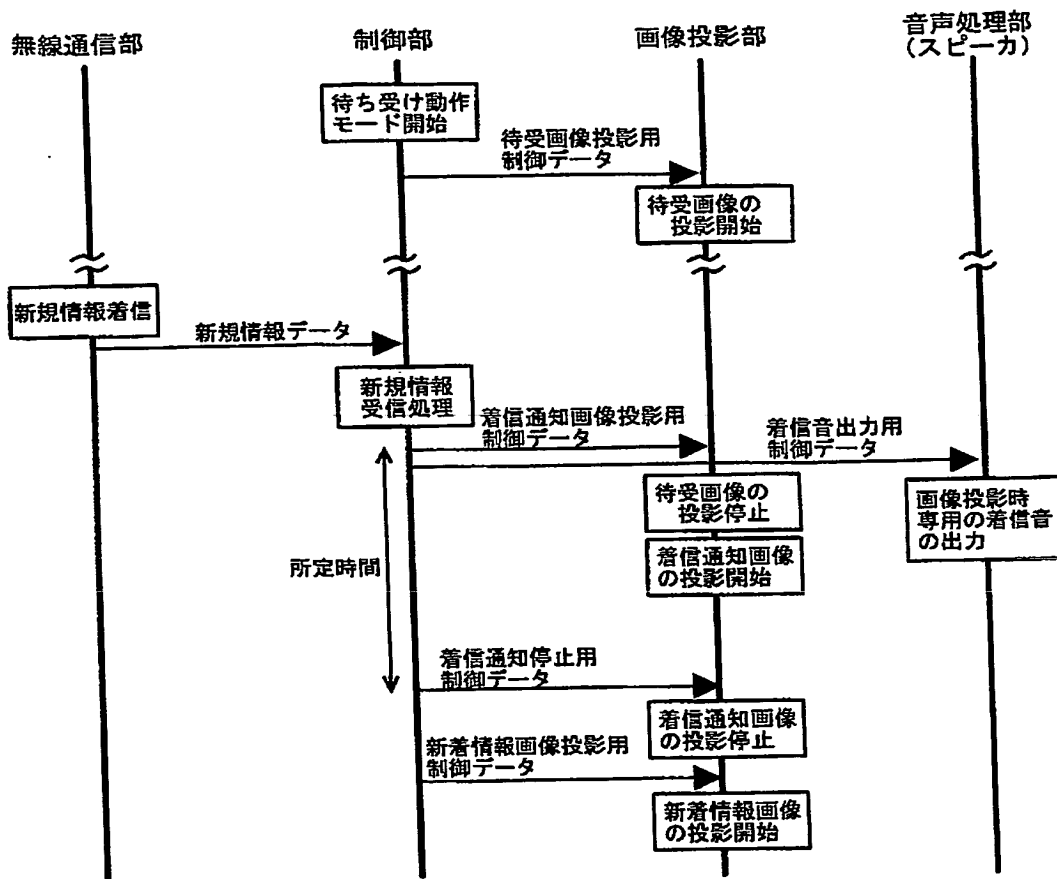 無線通信部
制御部
画像投影部
音声処理部
(スピーカ)
待ち受け動作
モード開始
待受画像投影用
制御データ
待受画像の
投影開始
新規情報着信
新規情報データ
新規情報
受信処理
着信通知画像投影用
制御データ
着信音出力用
制御データ
待受画像の
投影停止
画像投影時
専用の着信音
の出力
着信通知画像
の投影開始
所定時間
着信通知停止用
制御データ
着信通知画像
の投影停止
新着情報画像投影用
制御データ
新着情報画像
の投影開始